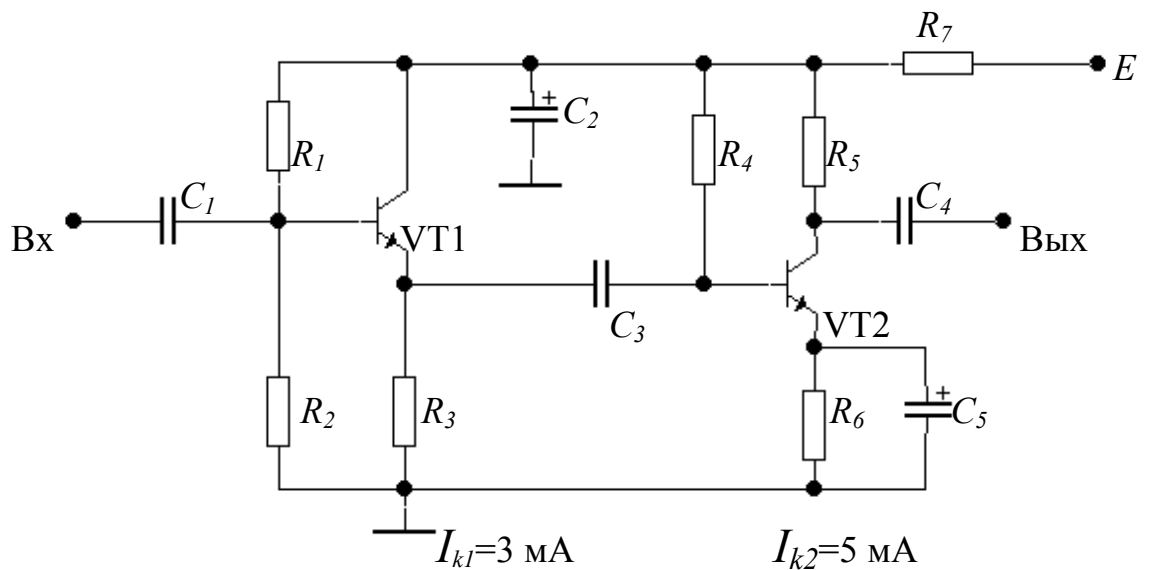 R7
E
+
C2
R1
R4
R5
C1
C4
Вх
VT1
Вых
C3
VT2
R2
R3
R6
+
C5
Ik1=3 мА
Ik2=5 мА